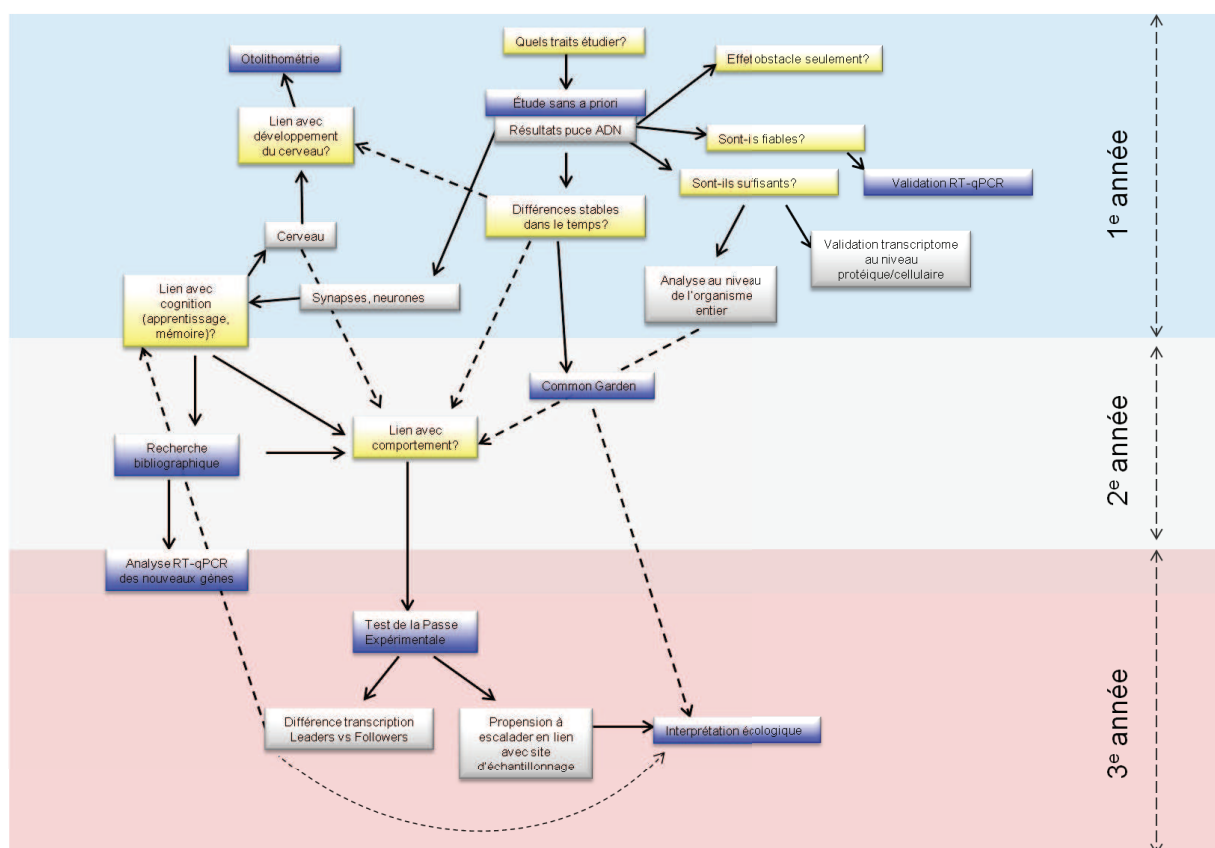 Quels traits étudier?
Otolithométrie
Effet obstacle seulement?
Étude sans a priori
Résultats puce ADN
Lien avec
développement
du cerveau?
Sont-is fiables?
Sont-ils suffisants?
Validation RT-qPCR
Différences stables
dans le temps?
Cerveau
Validation transcriptome
au niveau
protéique/cellulaire
Analyse au niveau
de l'organisme
entier
Lien avec
cognition
(apprentissage,
mémoire)?
Synapses, neurones
1e année
Common Garden
Lien avec
comportement?
Recherche
bibliographique
2e année
Analyse RT-qPCR
des nouveaux gènes
Test de la Passe
Expérimentale
Différence transcription
Leaders vs Followers
Propension à
escalader en lien
avec site
d'échantillonnage
Interprétation écologique
3e année